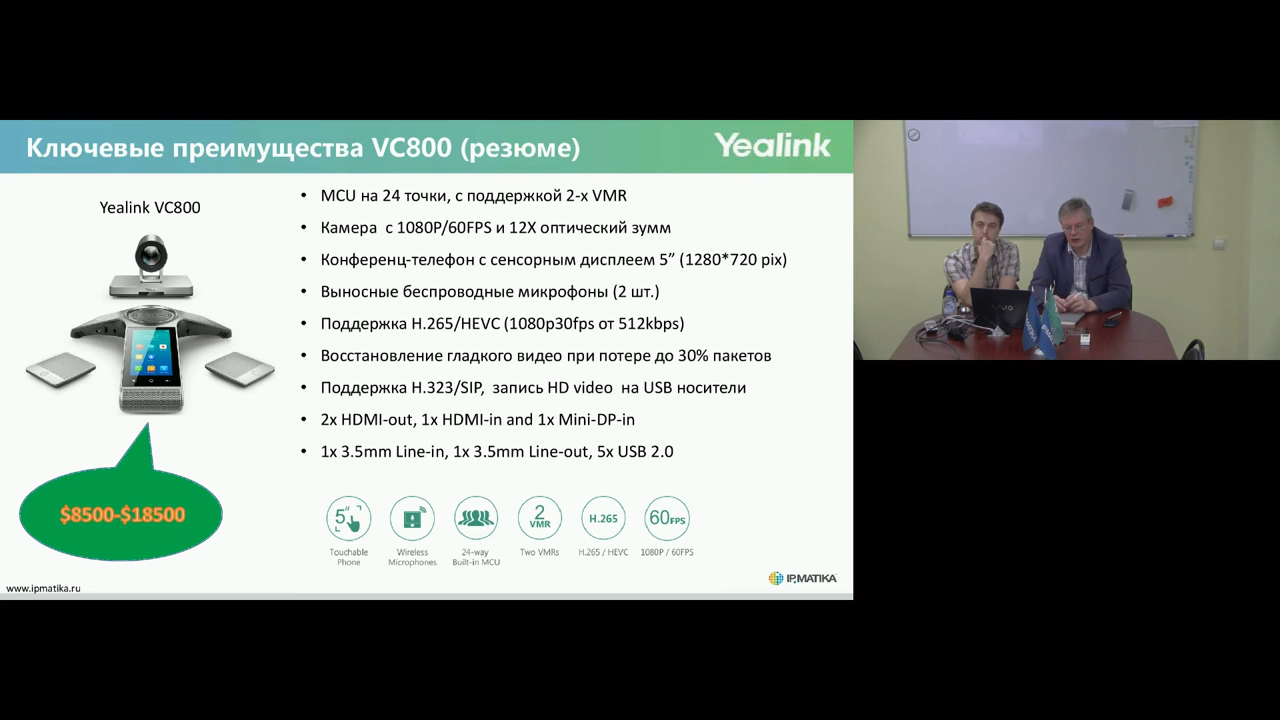 Ключевые преимущества VC800 (резюме)
Yealink
Yealink VC800
• MCU на 24 точки, с поддержкой 2-х VMR
• Камера с 1080P/60FPS и 12X оптический зумм
• Конференц-телефон с сенсорным дисплеем 5” (1280*720 pix)
• Выносные беспроводные микрофоны (2 шт.)
• Поддержка H.265/HEVC (1080p30fps от 512kbps)
• Восстановление гладкого видео при потере до 30% пакетов
• Поддержка H.323/SIP, запись HD video на USB носители
• 2x HDMI-out, 1x HDMI-in and 1x Mini-DP-in
• 1x 3.5mm Line-in, 1x 3.5mm Line-out, 5x USB 2.0
$8500-$18500
5”
2
VMR
H.265
60FPS
Touchable
Phone
Wireless
Microphones
24-way
Built-in MCU
Two VMRs
H.265 / HEVC
1080P / 60FPS
www.ipmatika.ru
IPMATIKA